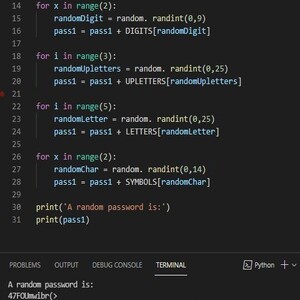 14 for x in range(2):
15 randomDigit = random. randint(0,9)
16 pass1 = pass1 + DIGITS[randomDigit]
17
18 for i in range(3):
19 randomUpletters = random. randint(0,25)
20 pass1 = pass1 + UPLETTERS[randomUpletters]
21
22 for i in range(5):
23 randomLetter = random. randint(0,25)
24 pass1 = pass1 + LETTERS[randomLetter]
25
26 for x in range(2):
27 randomChar = random. randint(0,14)
28 pass1 = pass1 + SYMBOLS[randomChar]
29
30 print('A random password is:')
31 print(pass1)
PROBLEMS OUTPUT DEBUG CONSOLE TERMINAL Python
A random password is:
47FOUmwibr(>